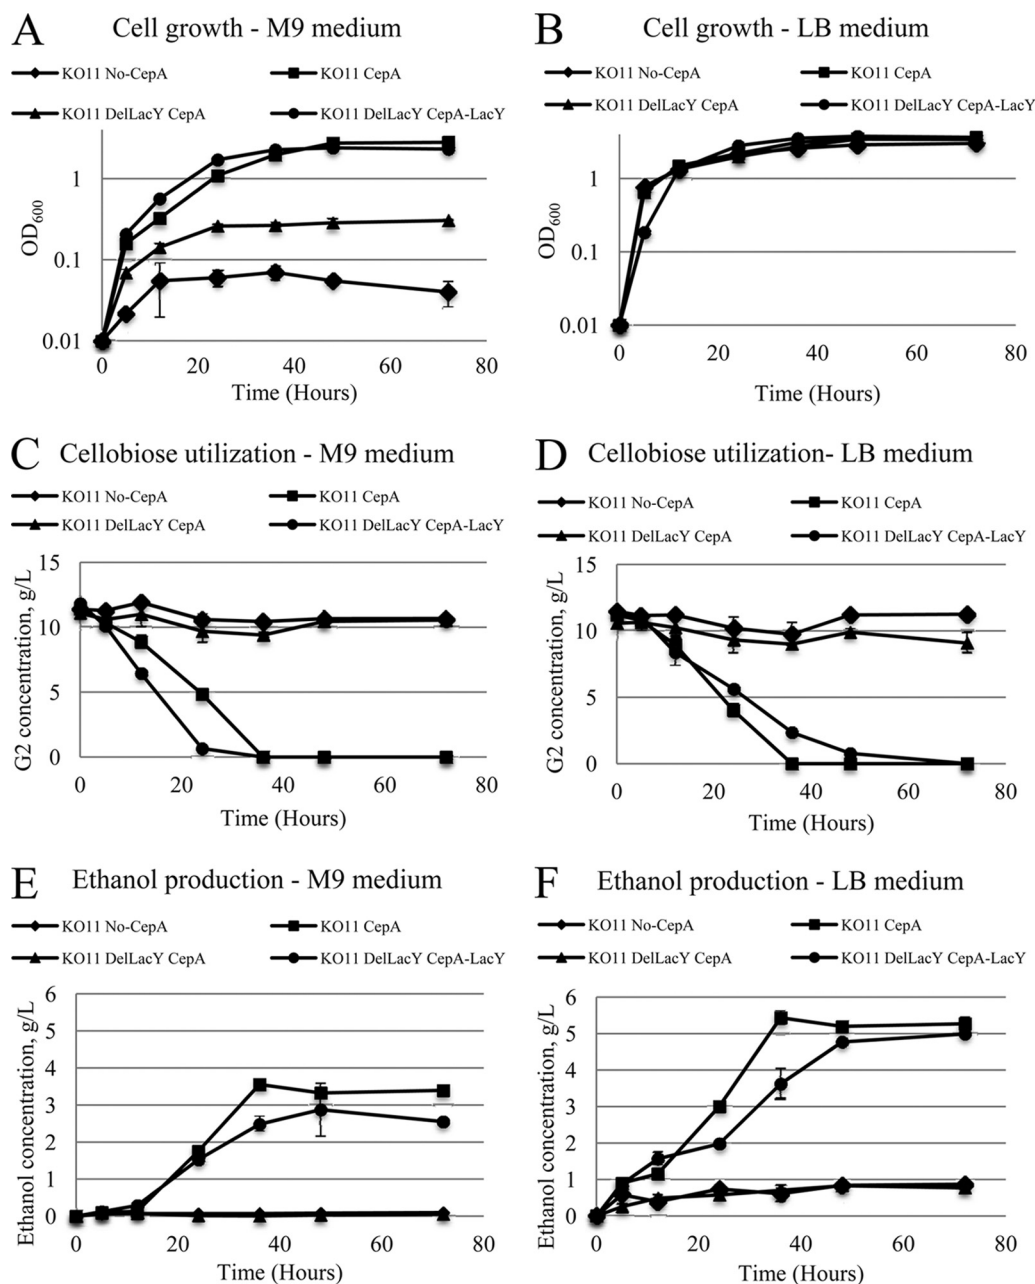 A Cell growth - M9 medium
KO11 No-CepA KO11 CepA
KO11 DelLacY CepA KO11 DelLacY CepA-LacY
OD600
1
0.1
0.01
0 20 40 60 80
Time (Hours)
B Cell growth - LB medium
KO11 No-CepA KO11 CepA
KO11 DelLacY CepA KO11 DelLacY CepA-LacY
OD600
1
0.1
0.01
0 20 40 60 80
Time (Hours)
C Cellobiose utilization - M9 medium
KO11 No-CepA KO11 CepA
KO11 DelLacY CepA KO11 DelLacY CepA-LacY
G2 concentration, g/L
15
10
5
0
0 20 40 60 80
Time (Hours)
D Cellobiose utilization- LB medium
KO11 No-CepA KO11 CepA
KO11 DelLacY CepA KO11 DelLacY CepA-LacY
G2 concentration, g/L
15
10
5
0
0 20 40 60 80
Time (Hours)
E Ethanol production - M9 medium
KO11 No-CepA KO11 CepA
KO11 DelLacY CepA KO11 DelLacY CepA-LacY
Ethanol concentration, g/L
6
5
4
3
2
1
0
0 20 40 60 80
Time (Hours)
F Ethanol production - LB medium
KO11 No-CepA KO11 CepA
KO11 DelLacY CepA KO11 DelLacY CepA-LacY
Ethanol concentration, g/L
6
5
4
3
2
1
0
0 20 40 60 80
Time (Hours)